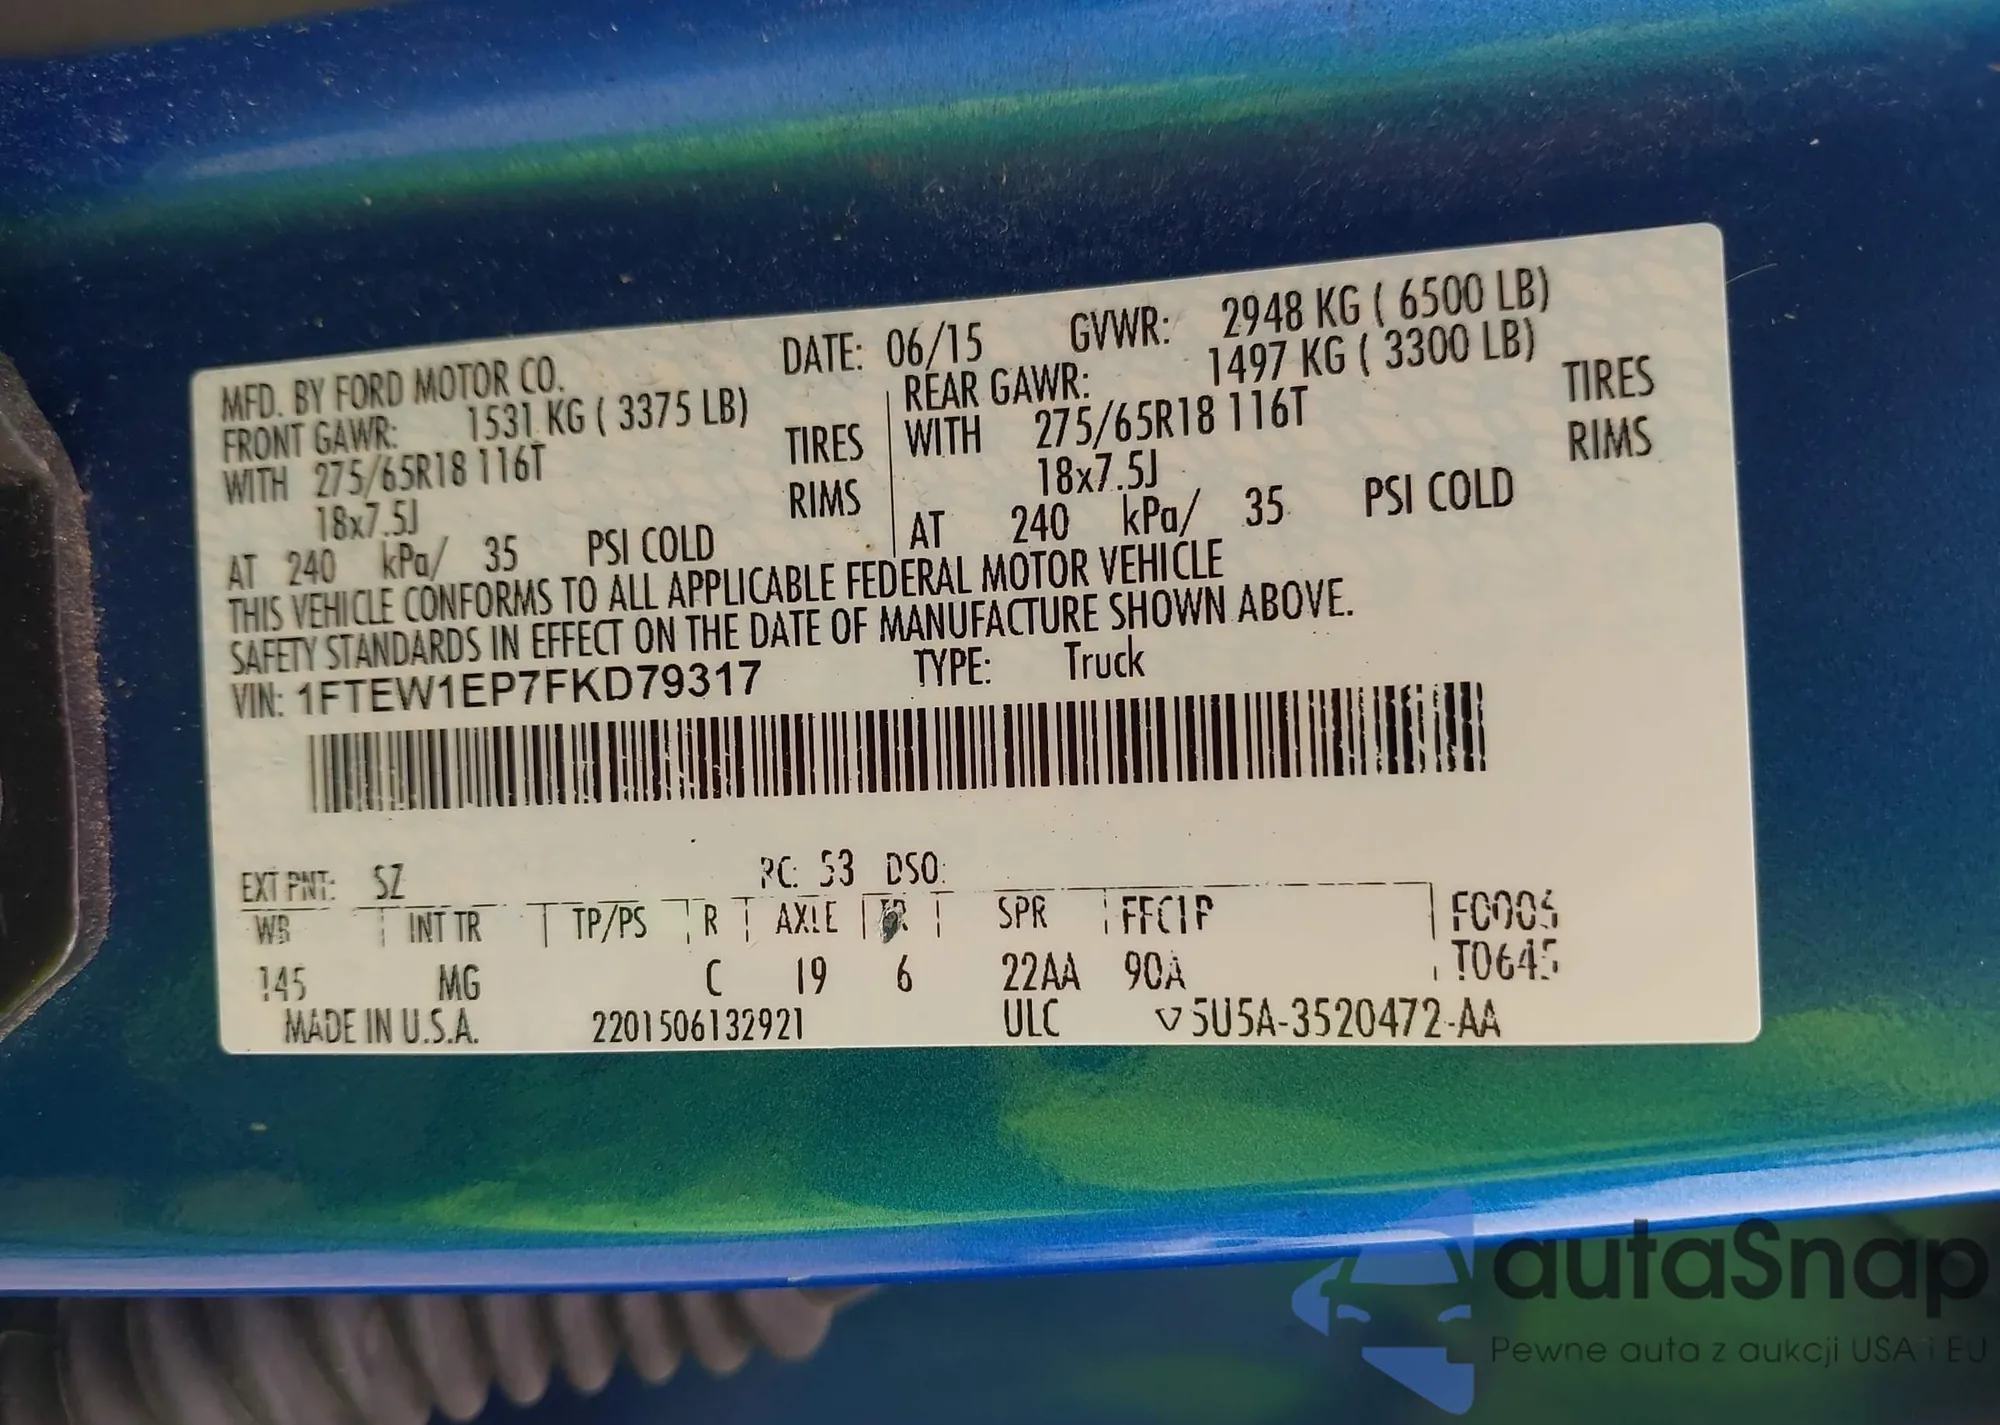 MFD. BY FORD MOTOR CO. DATE: 06/15 GVWR: 2948 KG ( 6500 LB)
FRONT GAWR: 1531 KG ( 3375 LB) REAR GAWR: 1497 KG ( 3300 LB)
WITH 275/65R18 116T TIRES WITH 275/65R18 116T TIRES
18x7.5J RIMS 18x7.5J RIMS
AT 240 kPa/ 35 PSI COLD AT 240 kPa/ 35 PSI COLD
THIS VEHICLE CONFORMS TO ALL APPLICABLE FEDERAL MOTOR VEHICLE
SAFETY STANDARDS IN EFFECT ON THE DATE OF MANUFACTURE SHOWN ABOVE.
VIN: 1FTEW1EP7FKD79317 TYPE: Truck
EXT PNT: SZ RC: 53 DSO:
WB INT TR TP/PS R AXLE TR SPR
145 MG C 19 6 22AA 90A
MADE IN U.S.A. 2201506132921 ULC 5U5A-3520472-AA
autaSnap
Pewne auta z aukcji USA i EU